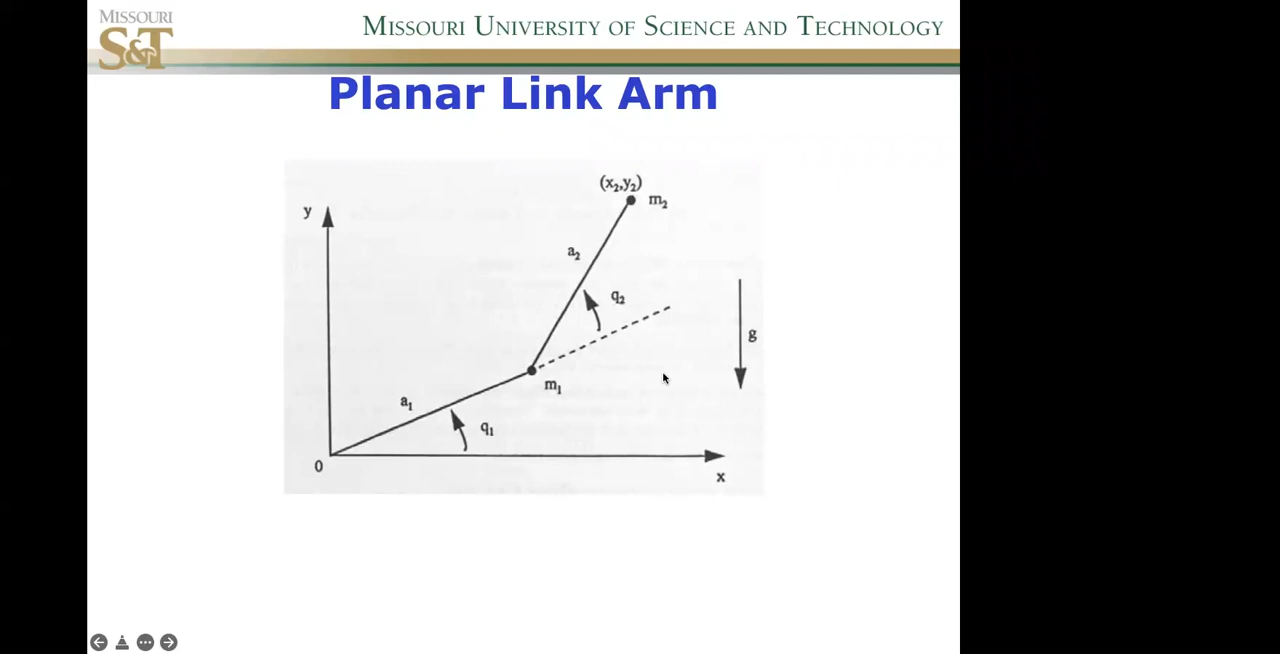 MISSOURI
S&T
MISSOURI UNIVERSITY OF SCIENCE AND TECHNOLOGY
Planar Link Arm
(x₂,y₂)
m₂
y
a₂
q₂
g
m₁
a₁
q₁
0
x